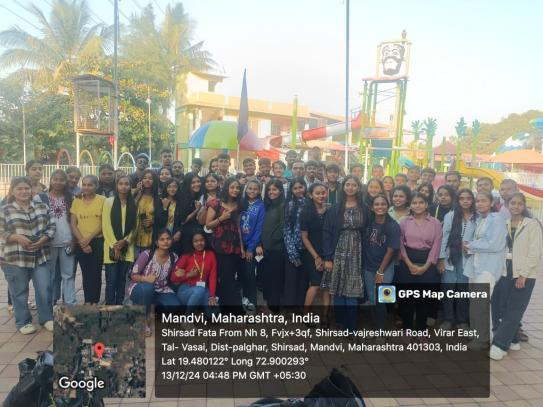 GPS Map Camera
Mandvi, Maharashtra, India
Shirsad Fata From Nh 8, Fvjx+3qf, Shirsad-vajreshwari Road, Virar East,
Tal- Vasai, Dist-palghar, Shirsad, Mandvi, Maharashtra 401303, India
Lat 19.480122° Long 72.900293°
13/12/24 04:48 PM GMT +05:30
Google